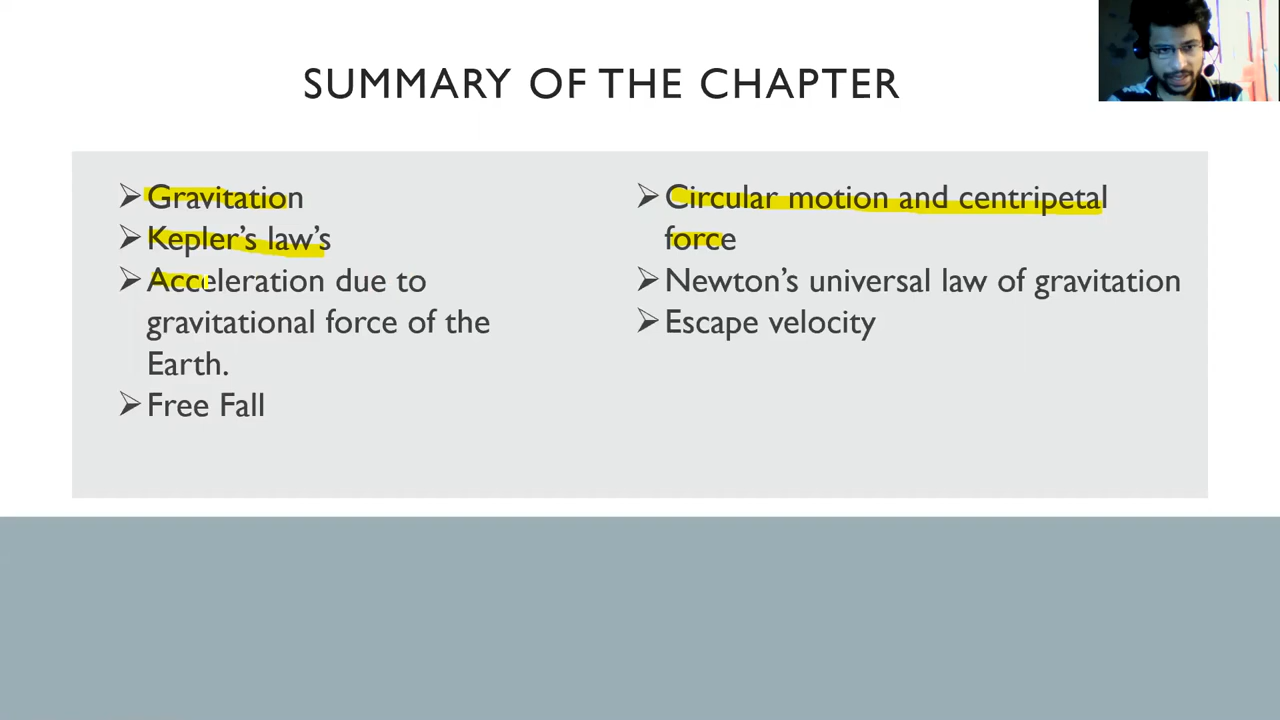 SUMMARY OF THE CHAPTER
Gravitation
Kepler's law's
Acceleration due to
gravitational force of the
Earth.
Free Fall
Circular motion and centripetal
force
Newton's universal law of gravitation
Escape velocity